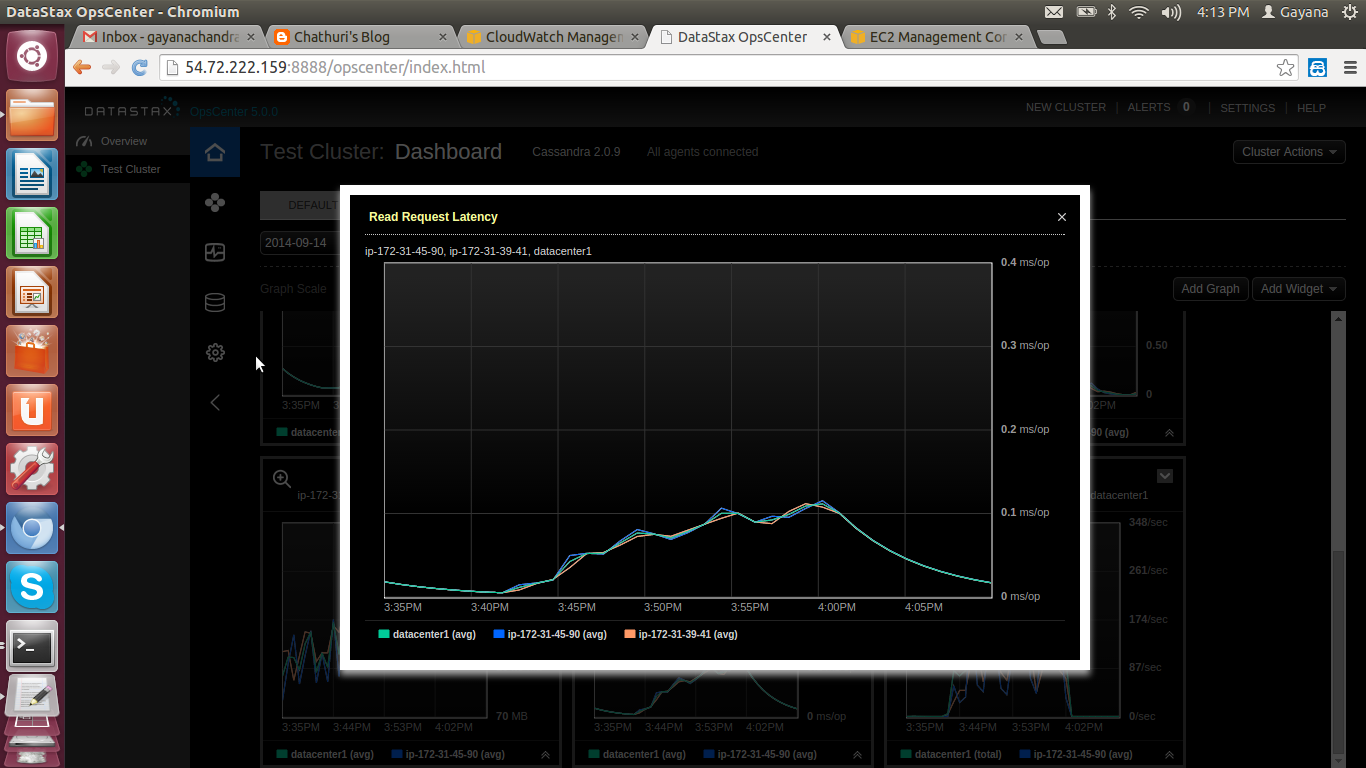 DataStax OpsCenter - Chromium
4:13 PM Gayana
Inbox - gayanachandra
Chathuri's Blog
CloudWatch Managem
DataStax OpsCenter
EC2 Management Con
54.72.222.159:8888/opscenter/index.html
DATASTAX OpsCenter 5.0.0
NEW CLUSTER | ALERTS 0 | SETTINGS | HELP
Overview
Test Cluster
Test Cluster: Dashboard Cassandra 2.0.9 All agents connected
Cluster Actions
DEFAULT
2014-09-14
Graph Scale
Add Graph
Add Widget
Read Request Latency
ip-172-31-45-90, ip-172-31-39-41, datacenter1
0.4 ms/op
0.3 ms/op
0.2 ms/op
0.1 ms/op
0 ms/op
3:35PM 3:40PM 3:45PM 3:50PM 3:55PM 4:00PM 4:05PM
datacenter1 (avg) ip-172-31-45-90 (avg) ip-172-31-39-41 (avg)
0.50
0
3:35PM
02PM
datacenter
90 (avg)
ip-172-3
datacenter1
348/sec
261/sec
174/sec
87/sec
0/sec
70 MB
0 ms/op
3:35PM 3:44PM 3:53PM 4:02PM
3:35PM 3:44PM 3:53PM 4:02PM
3:35PM 3:44PM 3:53PM 4:02PM
datacenter1 (avg) ip-172-31-45-90 (avg)
datacenter1 (avg) ip-172-31-45-90 (avg)
datacenter1 (total) ip-172-31-45-90 (avg)